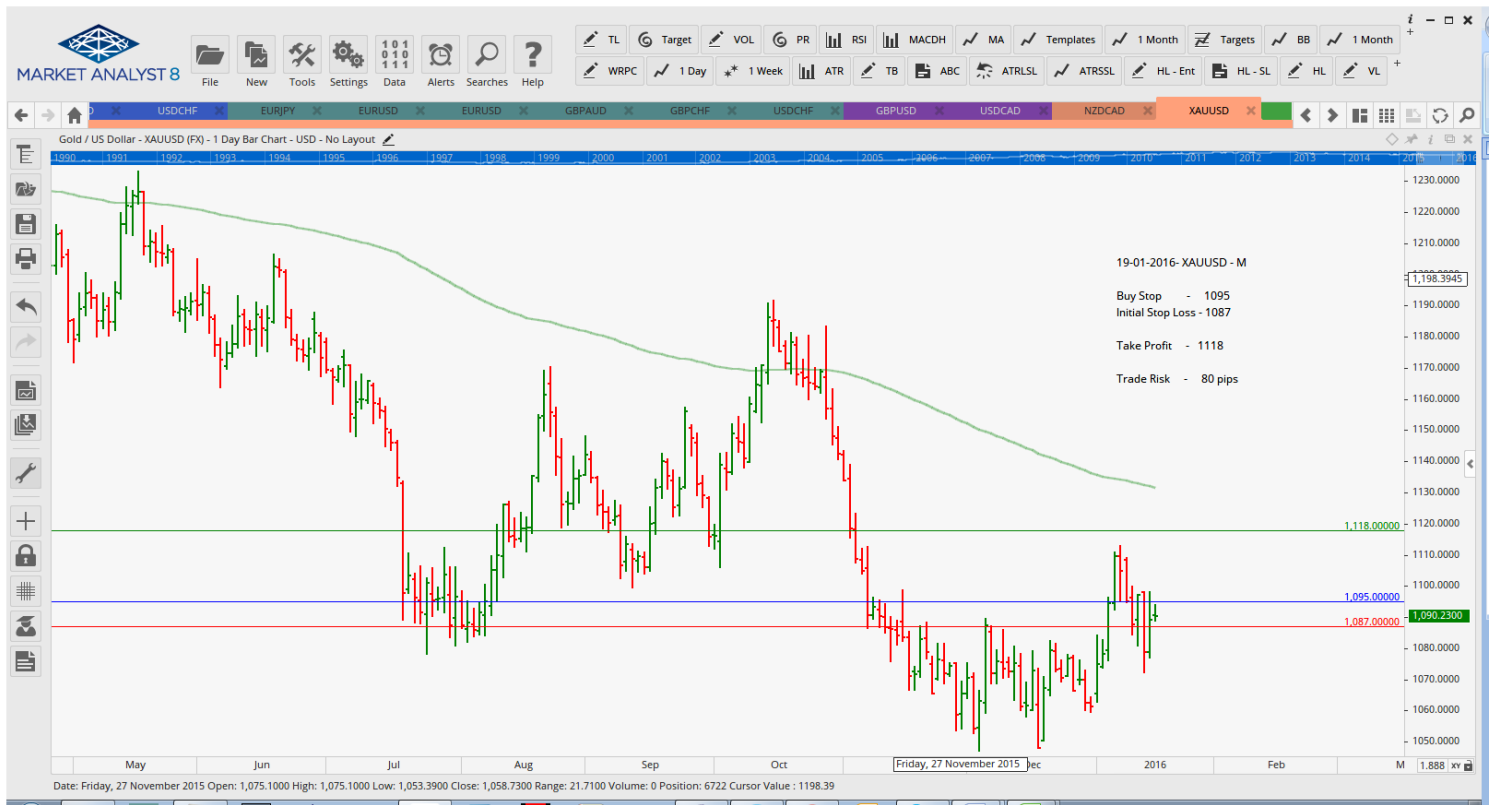 MARKET ANALYST 8
File New Tools Settings Data Alerts Searches Help
TL Target VOL PR RSI MACDH MA Templates 1 Month Targets BB 1 Month
WRPC 1 Day 1 Week ATR TB ABC ATRLSL ATRSSL HL - Ent HL - SL HL VL
USDCHF EURJPY EURUSD EURUSD GBPAUD GBPCHF USDCHF GBPUSD USDCAD NZDCAD XAUUSD
Gold / US Dollar - XAUUSD (FX) - 1 Day Bar Chart - USD - No Layout
1990 1991 1992 1993 1994 1995 1996 1997 1998 1999 2000 2001 2002 2003 2004 2005 2006 2007 2008 2009 2010 2011 2012 2013 2014 2015 2016
1230.0000
1220.0000
1210.0000
1,198.3945
1190.0000
1180.0000
1170.0000
1160.0000
1150.0000
1140.0000
1130.0000
1120.0000
1110.0000
1100.0000
1,090.2300
1080.0000
1070.0000
1060.0000
1050.0000
19-01-2016- XAUUSD - M
Buy Stop - 1095
Initial Stop Loss - 1087
Take Profit - 1118
Trade Risk - 80 pips
1,118.00000
1,095.00000
1,087.00000
May Jun Jul Aug Sep Oct Friday, 27 November 2015 Dec 2016 Feb M 1.888 XY
Date: Friday, 27 November 2015 Open: 1,075.1000 High: 1,075.1000 Low: 1,053.3900 Close: 1,058.7300 Range: 21.7100 Volume: 0 Position: 6722 Cursor Value : 1198.39